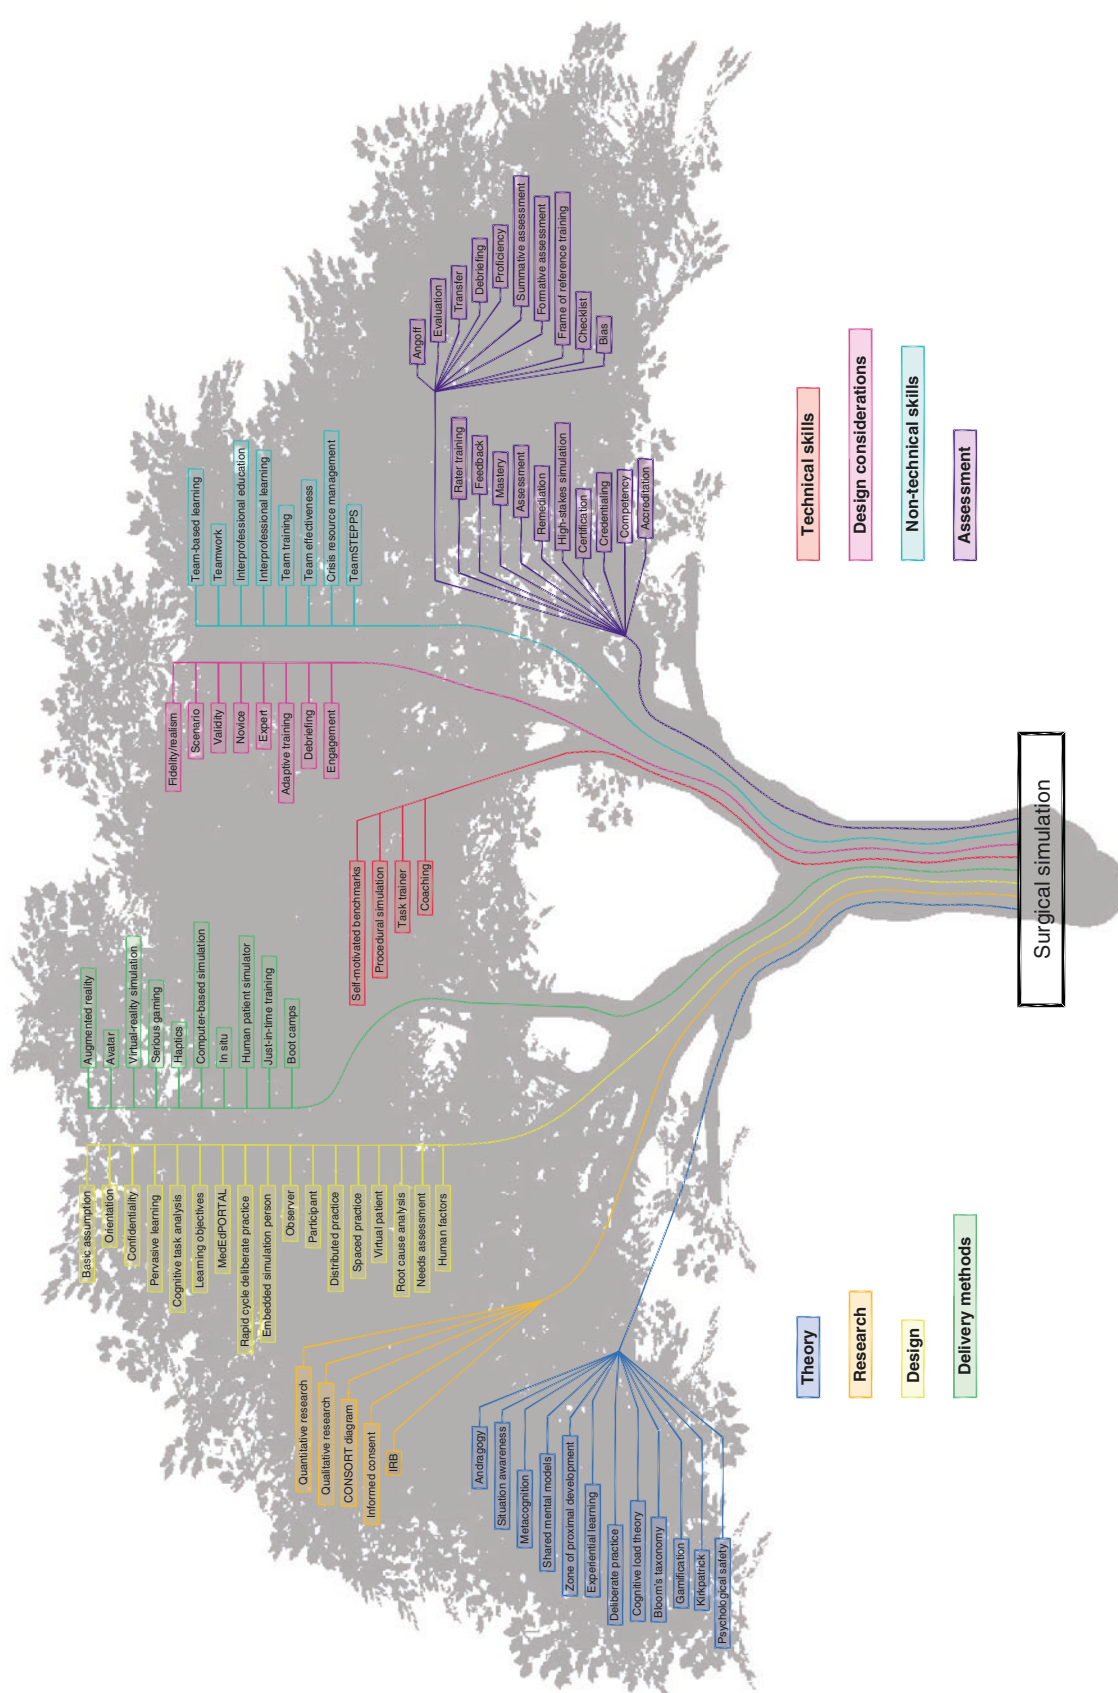 Augmented reality
Avatar
Virtual-reality simulation
Serious gaming
Haptics
Computer-based simulation
In situ
Human patient simulator
Just-in-time training
Boot camps
Basic assumption
Orientation
Confidentiality
Pervasive learning
Cognitive task analysis
Learning objectives
MedEdPORTAL
Rapid cycle deliberate practice
Embedded simulation person
Observer
Participant
Distributed practice
Spaced practice
Virtual patient
Root cause analysis
Needs assessment
Human factors
Quantitative research
Qualitative research
CONSORT diagram
Informed consent
IRB
Andragogy
Situation awareness
Metacognition
Shared mental models
Zone of proximal development
Experiential learning
Deliberate practice
Cognitive load theory
Bloom's taxonomy
Gamification
Kirkpatrick
Psychological safety
Self-motivated benchmarks
Procedural simulation
Task trainer
Coaching
Fidelity/realism
Scenario
Validity
Novice
Expert
Adaptive training
Debriefing
Engagement
Team-based learning
Teamwork
Interprofessional education
Interprofessional learning
Team training
Team effectiveness
Crisis resource management
TeamSTEPPS
Rater training
Feedback
Mastery
Assessment
Remediation
High-stakes simulation
Certification
Credentialing
Competency
Accreditation
Angoff
Evaluation
Transfer
Debriefing
Proficiency
Summative assessment
Formative assessment
Frame of reference training
Checklist
Bias
Surgical simulation
Theory
Research
Design
Delivery methods
Technical skills
Design considerations
Non-technical skills
Assessment